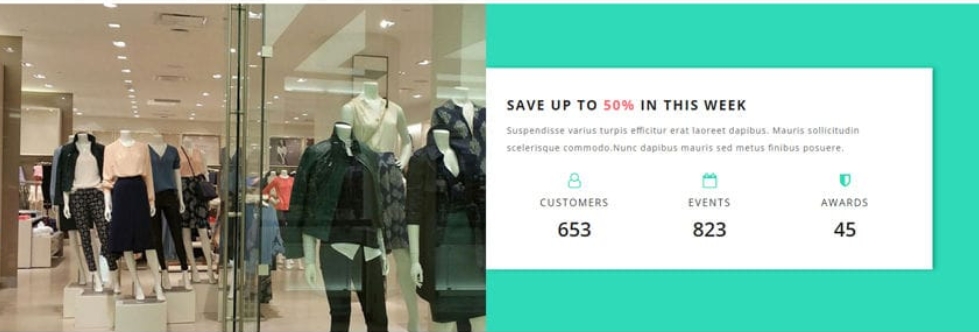 SAVE UP TO 50% IN THIS WEEK
Suspendisse varius turpis efficitur erat laoreet dapibus. Mauris sollicitudin
scelerisque commodo.Nunc dapibus mauris sed metus finibus posuere.
CUSTOMERS EVENTS AWARDS
653 823 45